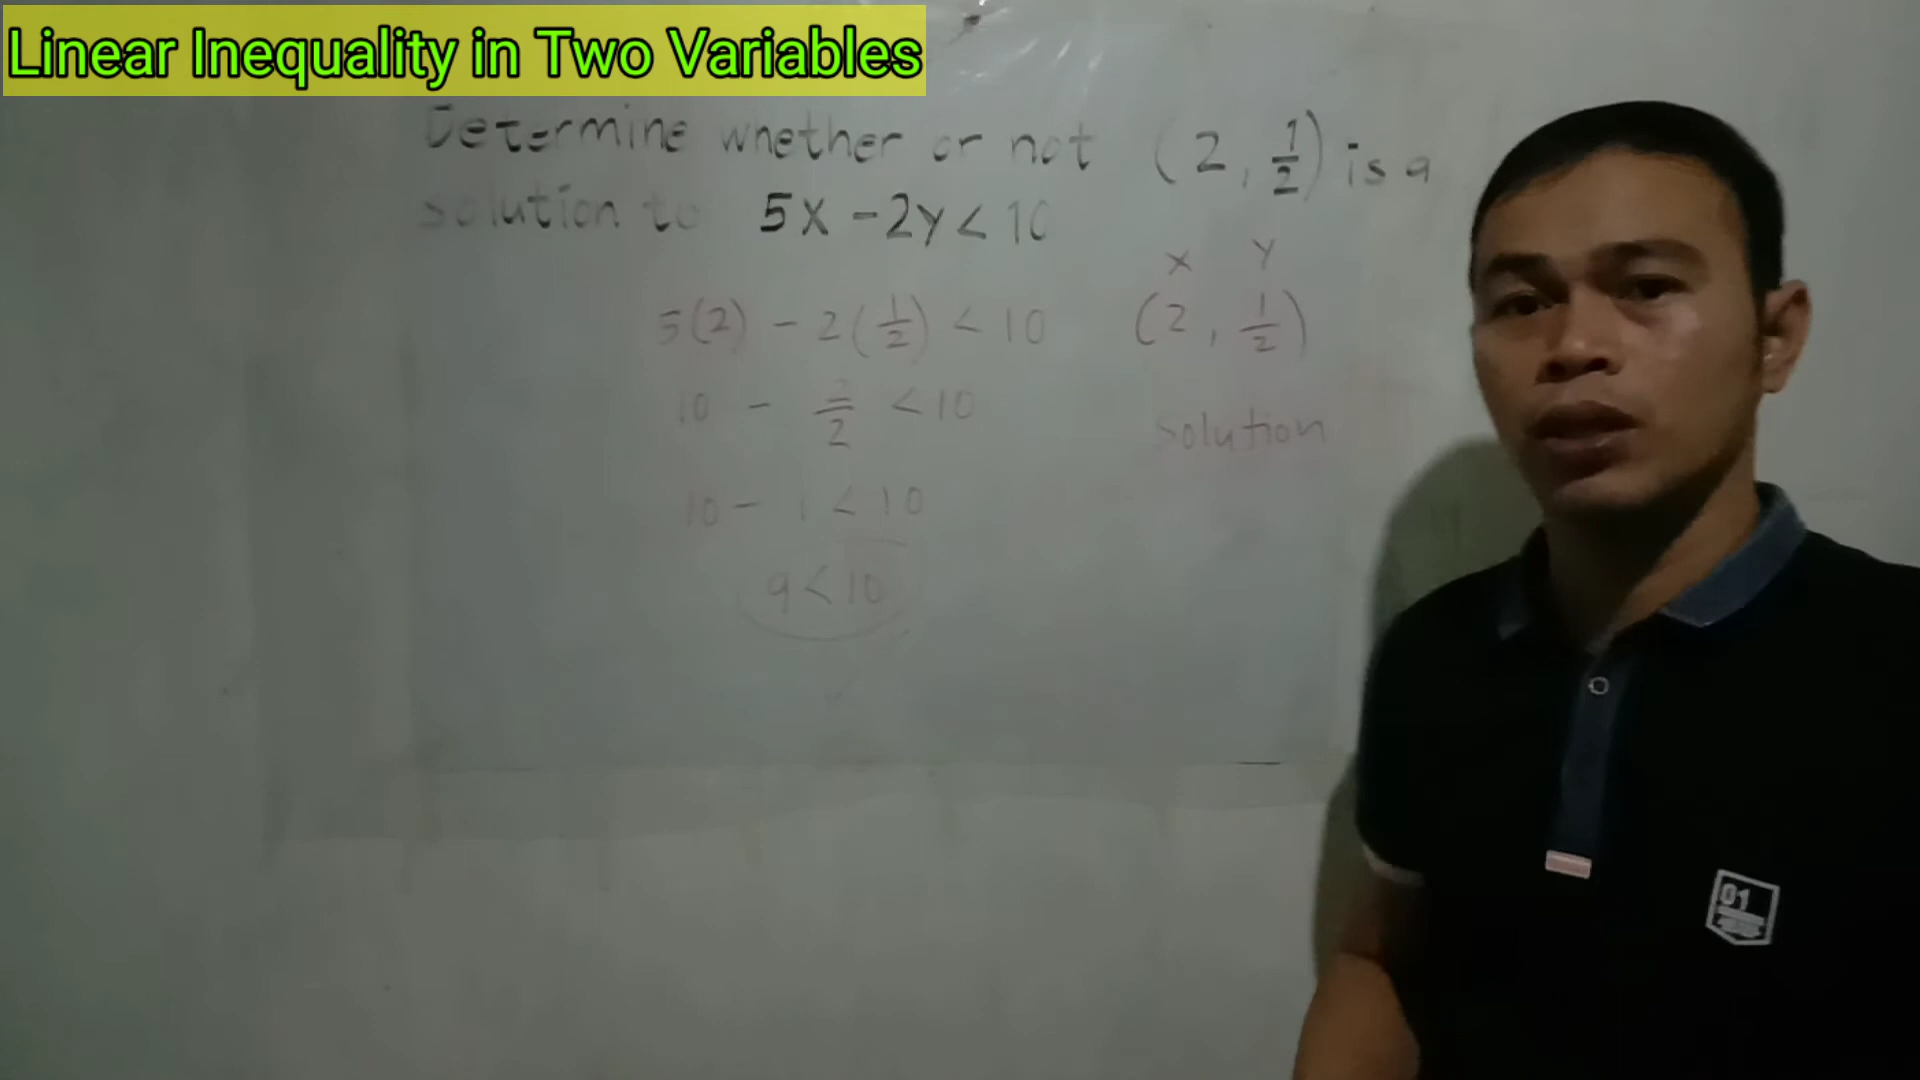 Linear Inequality in Two Variables
Determine whether or not (2, 1/2) is a
solution to 5x - 2y < 10
x y
5(2) - 2(1/2) < 10 (2, 1/2)
10 - 2/2 < 10
solution
10 - 1 < 10
9 < 10
01